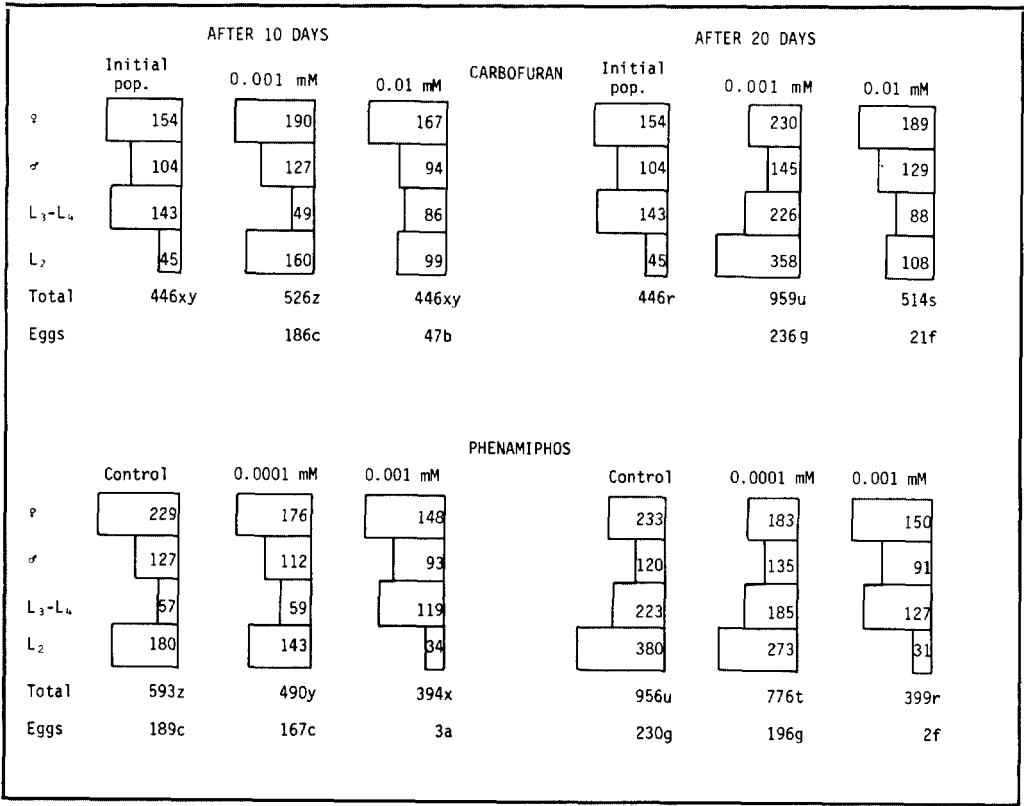 AFTER 10 DAYS AFTER 20 DAYS
Initial pop. 0.001 mM 0.01 mM CARBOFURAN Initial pop. 0.001 mM 0.01 mM
♀ 154 190 167 154 230 189
♂ 104 127 94 104 145 129
L₃-L₄ 143 49 86 143 226 88
L₂ 45 160 99 45 358 108
Total 446xy 526z 446xy 446r 959u 514s
Eggs 186c 47b 236g 21f
PHENAMIPHOS
Control 0.0001 mM 0.001 mM Control 0.0001 mM 0.001 mM
♀ 229 176 148 233 183 150
♂ 127 112 93 120 135 91
L₃-L₄ 57 59 119 223 185 127
L₂ 180 143 34 380 273 31
Total 593z 490y 394x 956u 776t 399r
Eggs 189c 167c 3a 230g 196g 2f